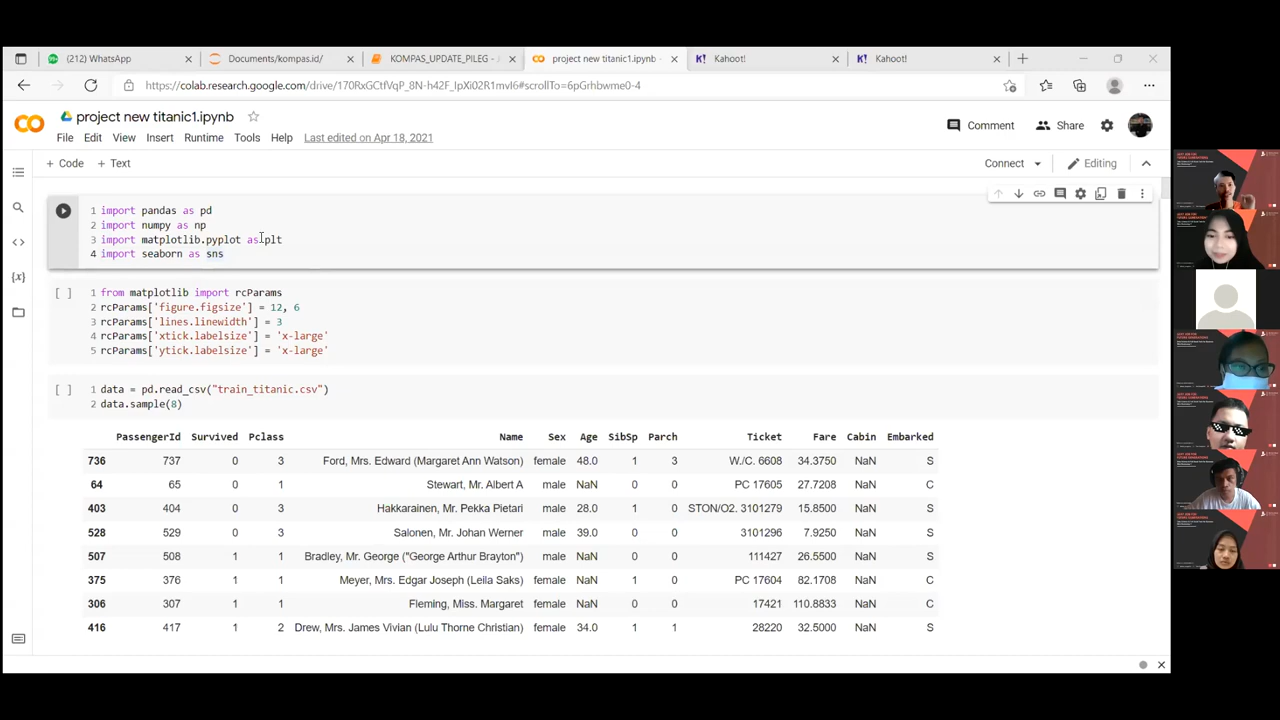 (212) WhatsApp
Documents/kompas.id/
KOMPAS_UPDATE_PILEG -
project new titanic1.ipynb
Kahoot!
Kahoot!
https://colab.research.google.com/drive/170RxGCtfVqP_8N-h42F_IpXi02R1mvI6#scrollTo=6pGrhbwme0-4
project new titanic1.ipynb
File Edit View Insert Runtime Tools Help Last edited on Apr 18, 2021
Comment Share
+ Code + Text
Connect Editing
1 import pandas as pd
2 import numpy as np
3 import matplotlib.pyplot as plt
4 import seaborn as sns
[ ] 1 from matplotlib import rcParams
2 rcParams['figure.figsize'] = 12, 6
3 rcParams['lines.linewidth'] = 3
4 rcParams['xtick.labelsize'] = 'x-large'
5 rcParams['ytick.labelsize'] = 'x-large'
[ ] 1 data = pd.read_csv("train_titanic.csv")
2 data.sample(8)
PassengerId Survived Pclass Name Sex Age SibSp Parch Ticket Fare Cabin Embarked
736 737 0 3 Ford, Mrs. Edward (Margaret Ann Watson) female 48.0 1 3 W./C. 6608 34.3750 NaN S
64 65 0 1 Stewart, Mr. Albert A male NaN 0 0 PC 17605 27.7208 NaN C
403 404 0 3 Hakkarainen, Mr. Pekka Pietari male 28.0 1 0 STON/O2. 3101279 15.8500 NaN S
528 529 0 3 Salonen, Mr. Johan Werner male 39.0 0 0 3101296 7.9250 NaN S
507 508 1 1 Bradley, Mr. George ("George Arthur Brayton") male NaN 0 0 111427 26.5500 NaN S
375 376 1 1 Meyer, Mrs. Edgar Joseph (Leila Saks) female NaN 1 0 PC 17604 82.1708 NaN C
306 307 1 1 Fleming, Miss. Margaret female NaN 0 0 17421 110.8833 NaN C
416 417 1 2 Drew, Mrs. James Vivian (Lulu Thorne Christian) female 34.0 1 1 28220 32.5000 NaN S